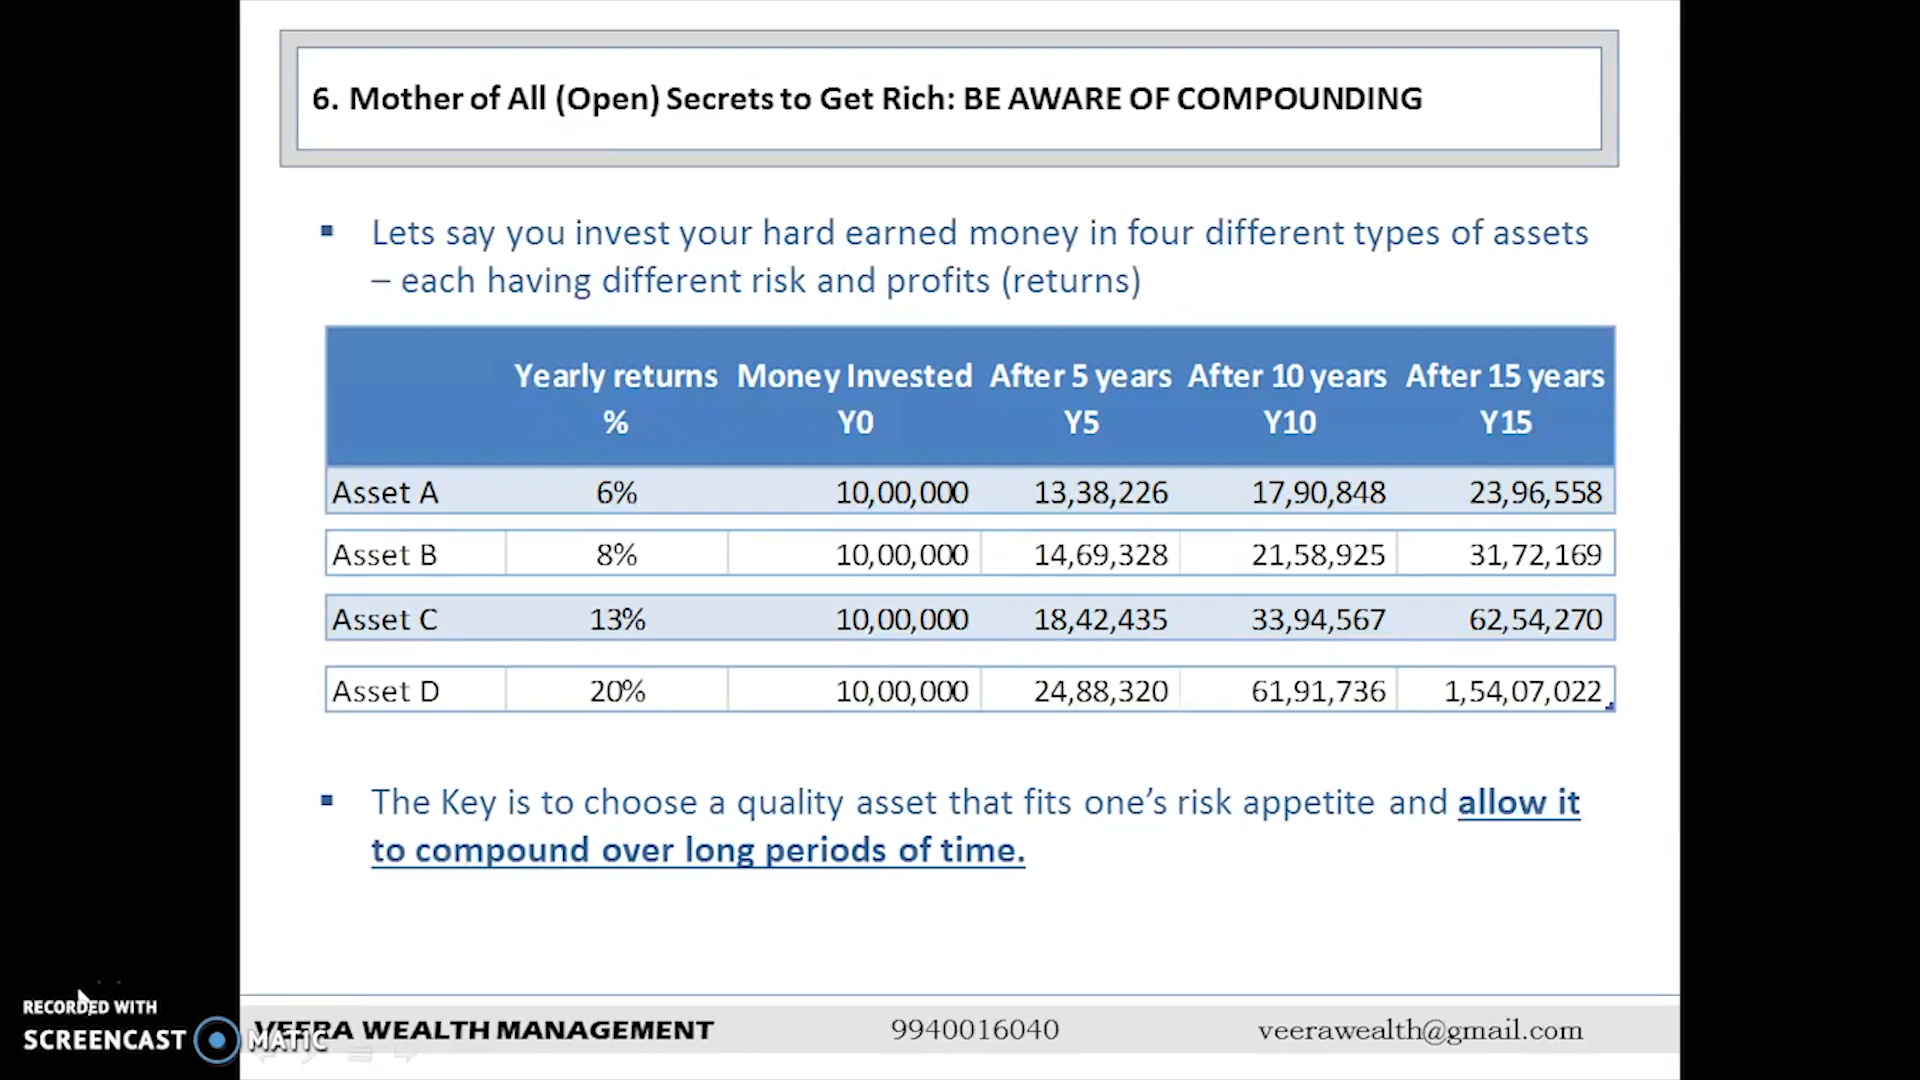 6. Mother of All (Open) Secrets to Get Rich: BE AWARE OF COMPOUNDING
Lets say you invest your hard earned money in four different types of assets
– each having different risk and profits (returns)
Yearly returns Money Invested After 5 years After 10 years After 15 years
% Y0 Y5 Y10 Y15
Asset A 6% 10,00,000 13,38,226 17,90,848 23,96,558
Asset B 8% 10,00,000 14,69,328 21,58,925 31,72,169
Asset C 13% 10,00,000 18,42,435 33,94,567 62,54,270
Asset D 20% 10,00,000 24,88,320 61,91,736 1,54,07,022
The Key is to choose a quality asset that fits one's risk appetite and allow it
to compound over long periods of time.
RECORDED WITH
SCREENCAST MATIC
VEERA WEALTH MANAGEMENT 9940016040 veerawealth@gmail.com